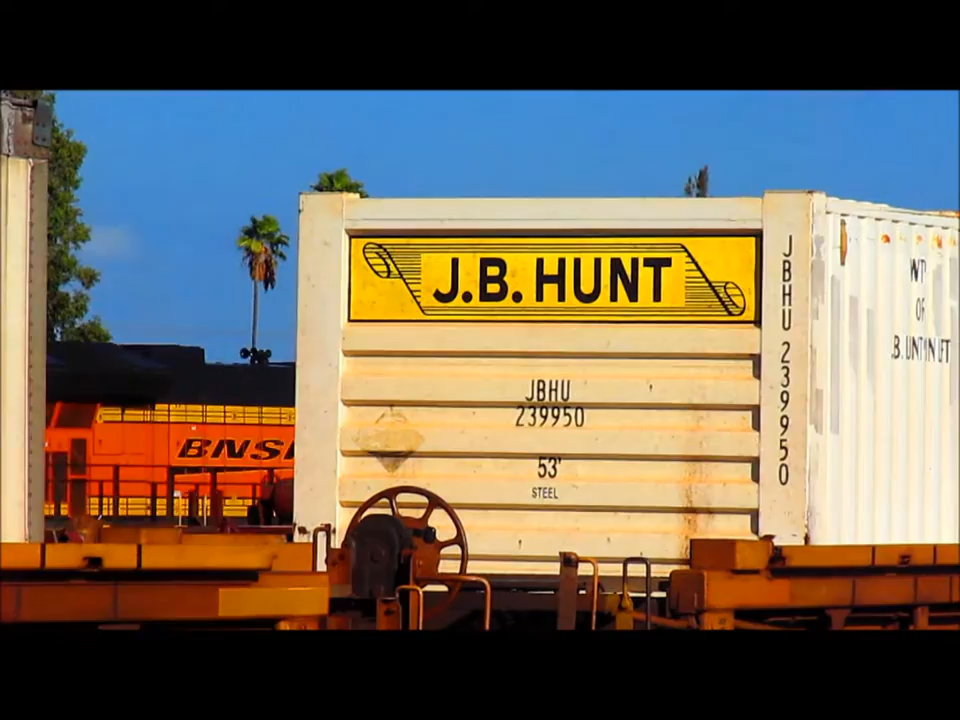 J.B. HUNT
JBHU
239950
53'
STEEL
JBHU 239950
BNSF